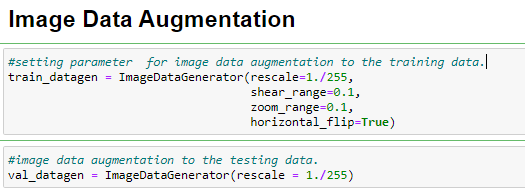 Image Data Augmentation
#setting parameter  for image data augmentation to the training data.
train_datagen = ImageDataGenerator(rescale=1./255,
                                   shear_range=0.1,
                                   zoom_range=0.1,
                                   horizontal_flip=True)
#image data augmentation to the testing data.
val_datagen = ImageDataGenerator(rescale = 1./255)